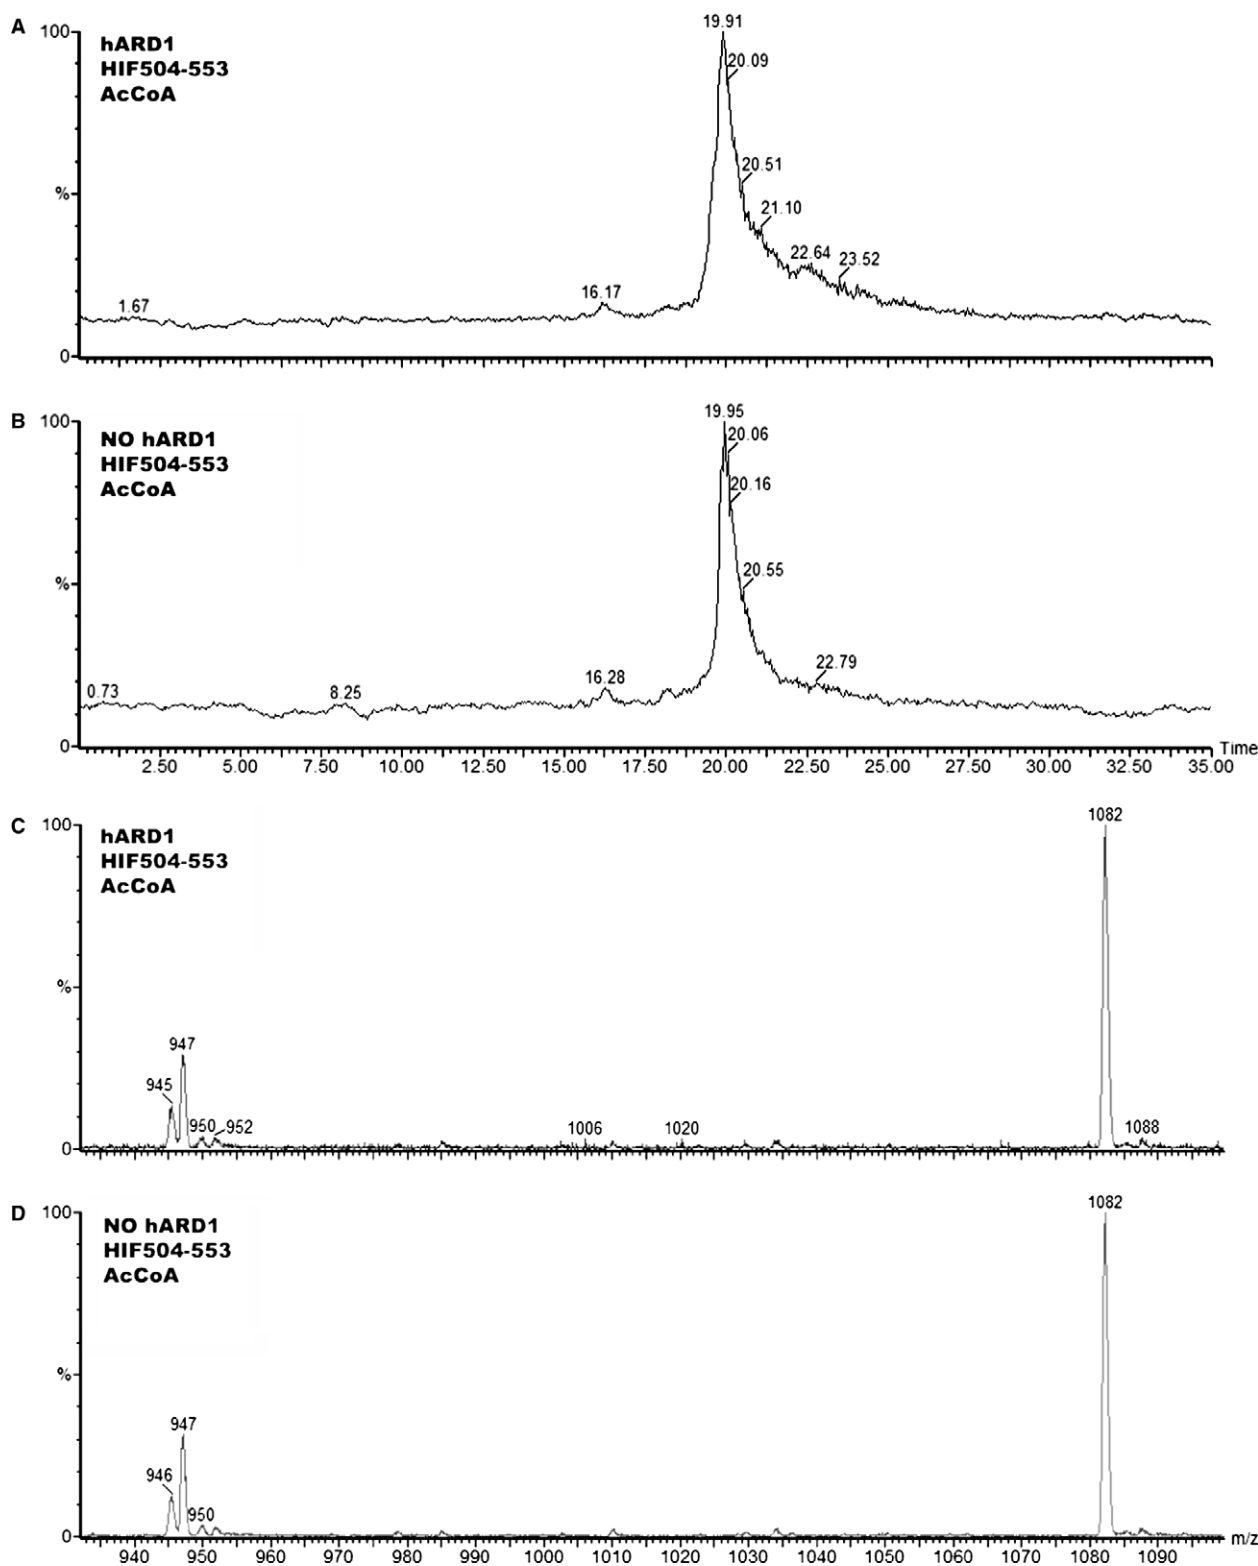 A
100
hARD1
HIF504-553
AcCoA
19.91
20.09
20.51
21.10
22.64
23.52
16.17
1.67
%
0
B
100
NO hARD1
HIF504-553
AcCoA
19.95
20.06
20.16
20.55
22.79
16.28
0.73
8.25
%
0
Time
2.50 5.00 7.50 10.00 12.50 15.00 17.50 20.00 22.50 25.00 27.50 30.00 32.50 35.00
C
100
hARD1
HIF504-553
AcCoA
1082
%
947
945
950 952
1006
1020
1088
0
D
100
NO hARD1
HIF504-553
AcCoA
1082
%
947
946
950
0
m/z
940 950 960 970 980 990 1000 1010 1020 1030 1040 1050 1060 1070 1080 1090